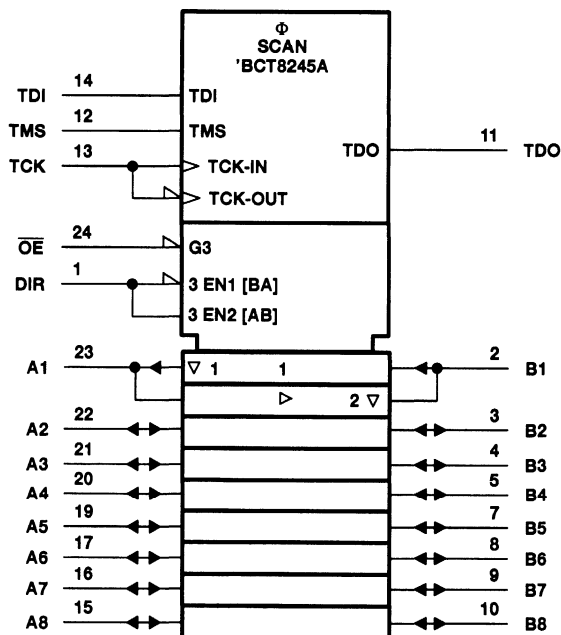 Φ
SCAN
'BCT8245A
TDI 14 TDI
TMS 12 TMS
TDO 11 TDO
TCK 13 TCK-IN
TCK-OUT
OE 24 G3
DIR 1 3 EN1 [BA]
3 EN2 [AB]
A1 23 ▽ 1 1 2 B1
▷ 2 ▽
A2 22 3 B2
A3 21 4 B3
A4 20 5 B4
A5 19 7 B5
A6 17 8 B6
A7 16 9 B7
A8 15 10 B8